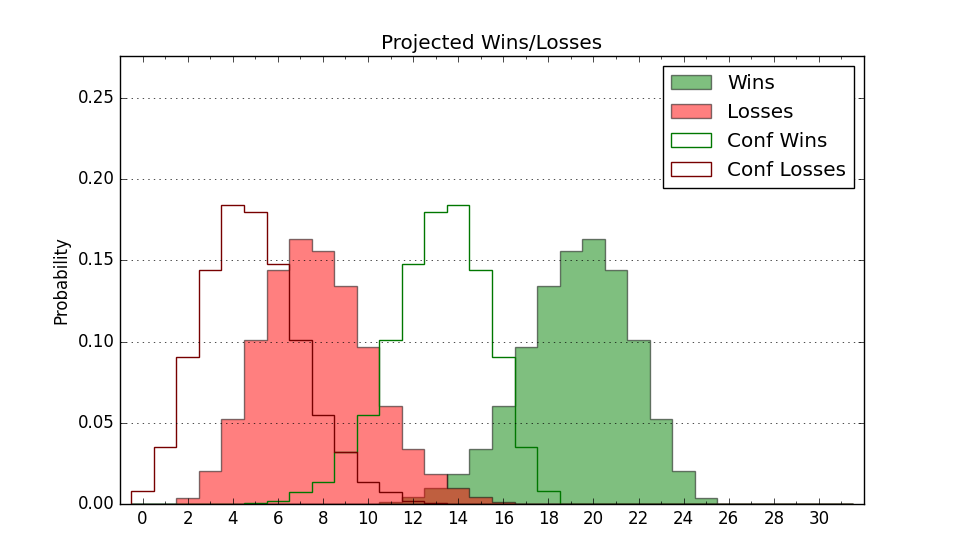 Projected Wins/Losses
0.25
0.20
0.15
0.10
0.05
0.00
Probability
Wins
Losses
Conf Wins
Conf Losses
0 2 4 6 8 10 12 14 16 18 20 22 24 26 28 30